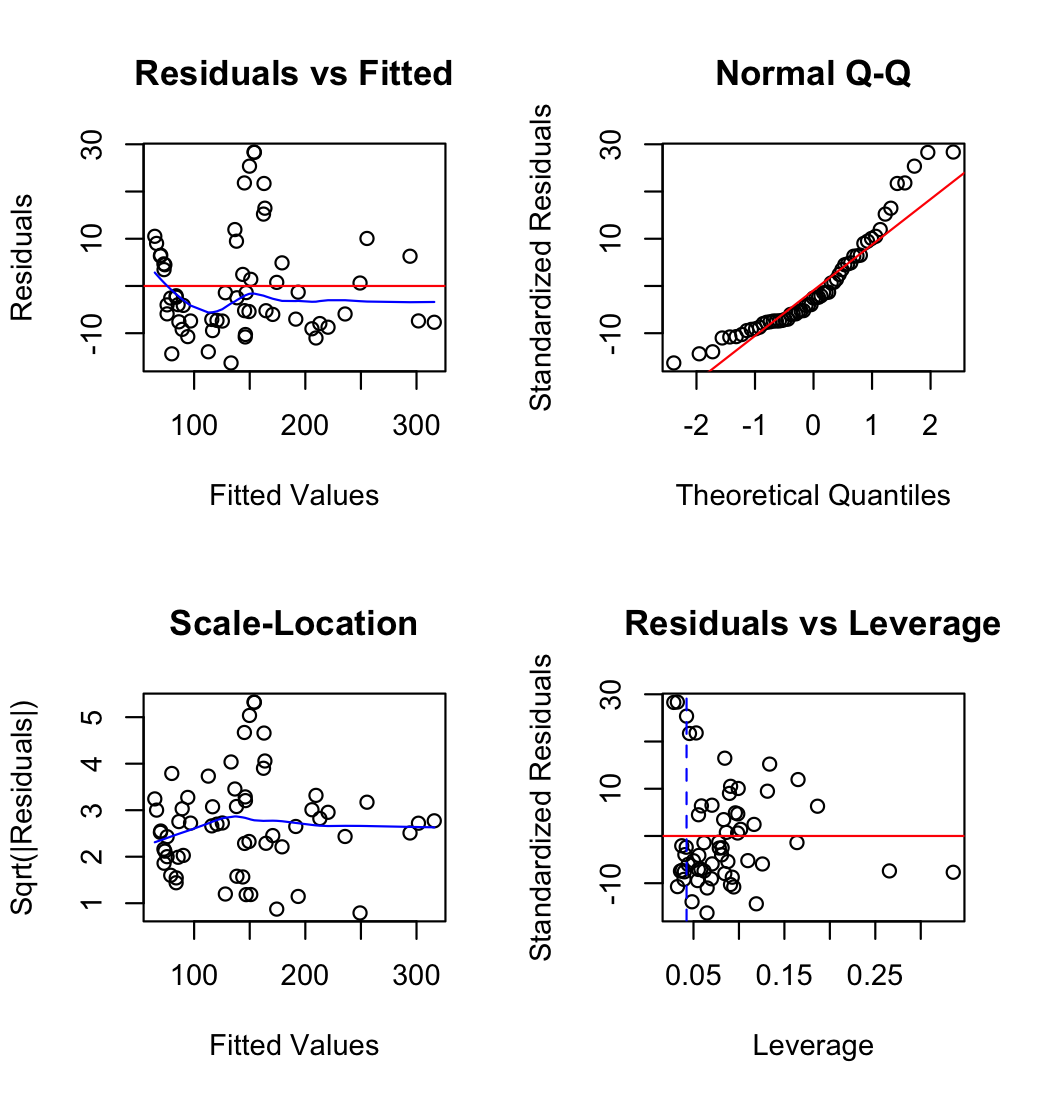 Residuals vs Fitted
Residuals
30
10
-10
100 200 300
Fitted Values
Normal Q-Q
Standardized Residuals
30
10
-10
-2 -1 0 1 2
Theoretical Quantiles
Scale-Location
Sqrt(|Residuals|)
5
4
3
2
1
100 200 300
Fitted Values
Residuals vs Leverage
Standardized Residuals
30
10
-10
0.05 0.15 0.25
Leverage